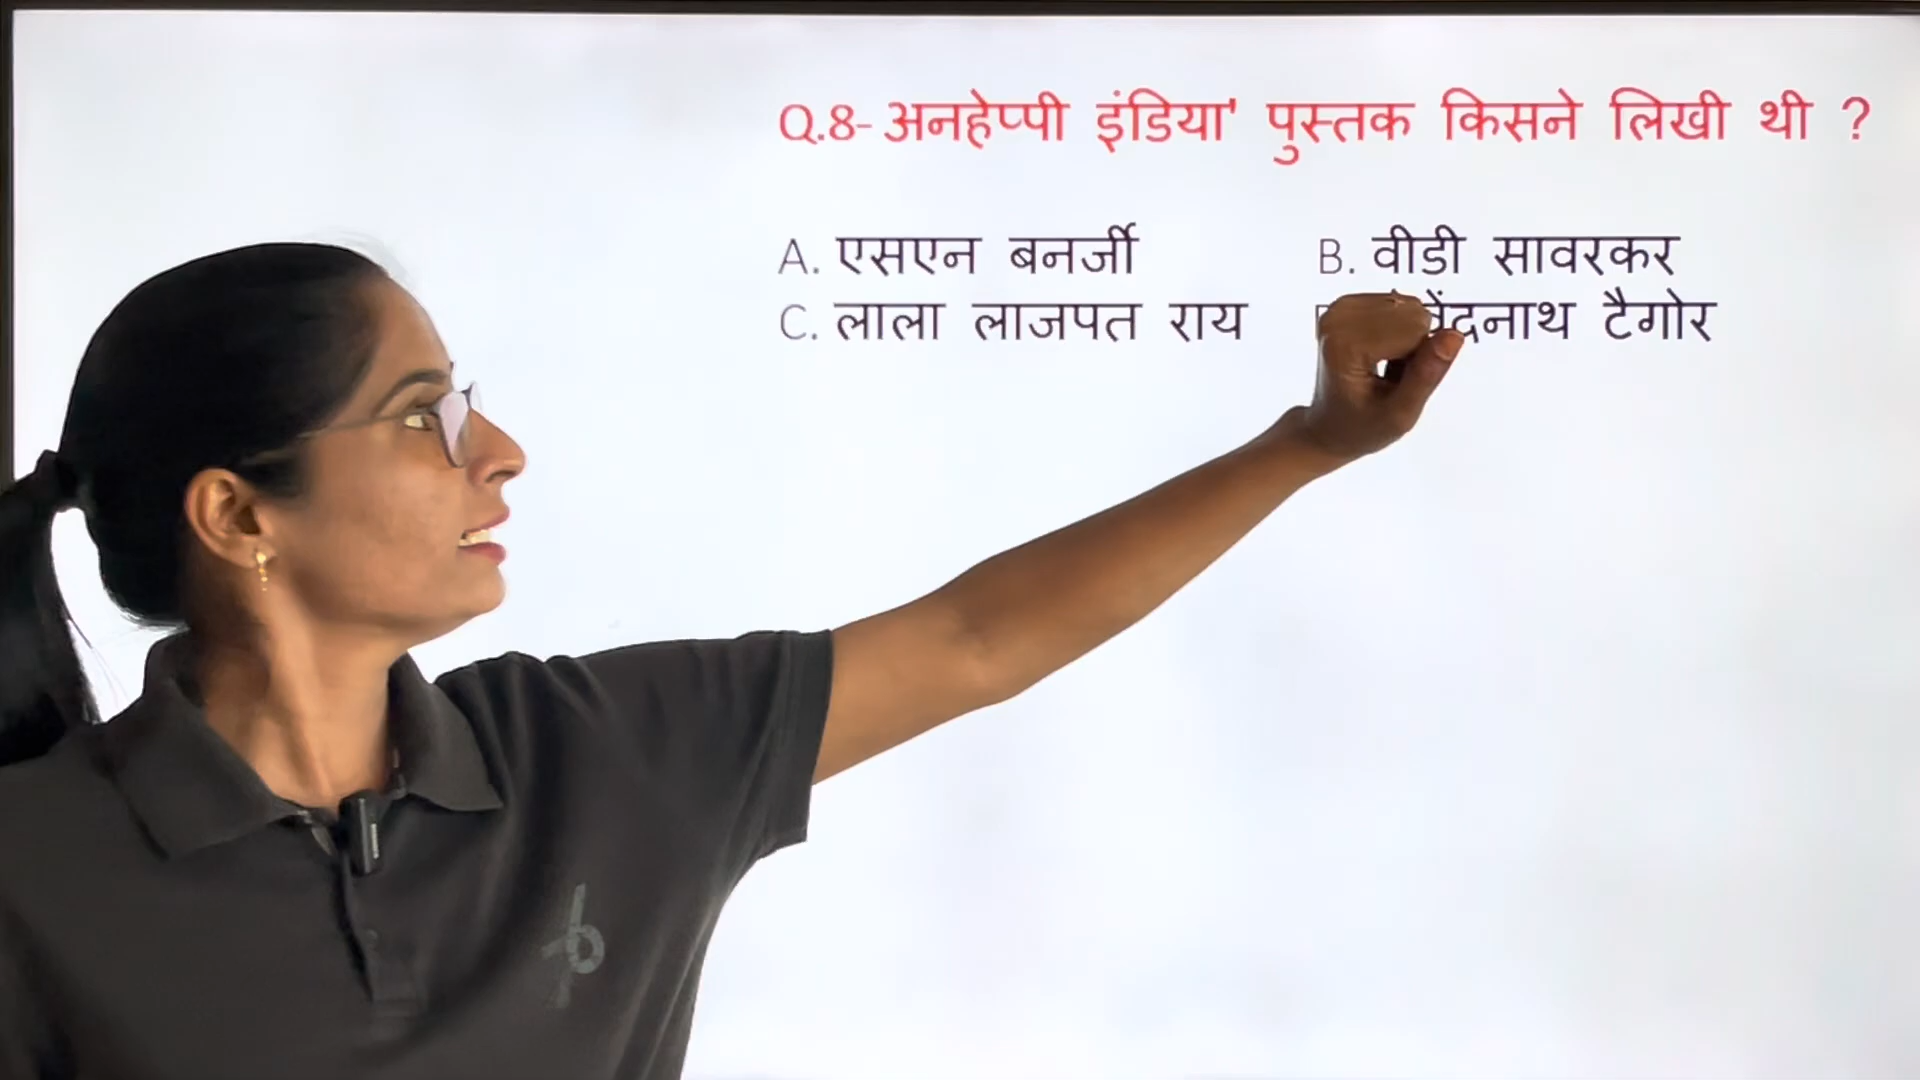 Q.8- अनहेप्पी इंडिया' पुस्तक किसने लिखी थी ?
A. एसएन बनर्जी B. वीडी सावरकर
C. लाला लाजपत राय टैगोर